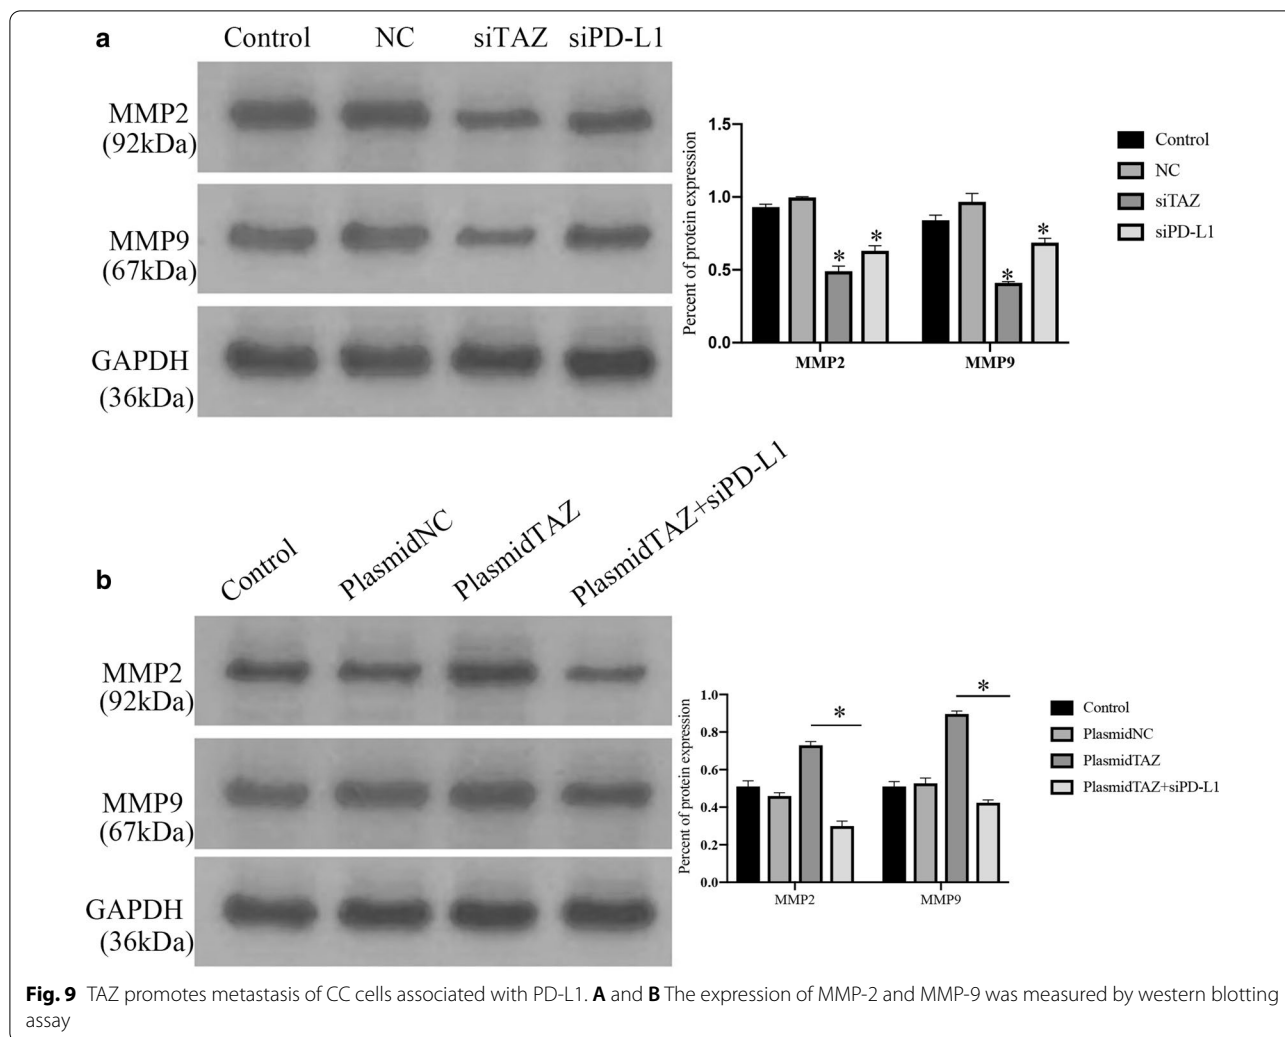 a
Control NC siTAZ siPD-L1
MMP2
(92kDa)
MMP9
(67kDa)
GAPDH
(36kDa)
Percent of protein expression
1.5
1.0
0.5
0.0
* * * *
MMP2 MMP9
Control
NC
siTAZ
siPD-L1
b
Control PlasmidNC PlasmidTAZ PlasmidTAZ+siPD-L1
MMP2
(92kDa)
MMP9
(67kDa)
GAPDH
(36kDa)
Percent of protein expression
1.0
0.8
0.6
0.4
0.2
0.0
* *
MMP2 MMP9
Control
PlasmidNC
PlasmidTAZ
PlasmidTAZ+siPD-L1
Fig. 9 TAZ promotes metastasis of CC cells associated with PD-L1. A and B The expression of MMP-2 and MMP-9 was measured by western blotting
assay